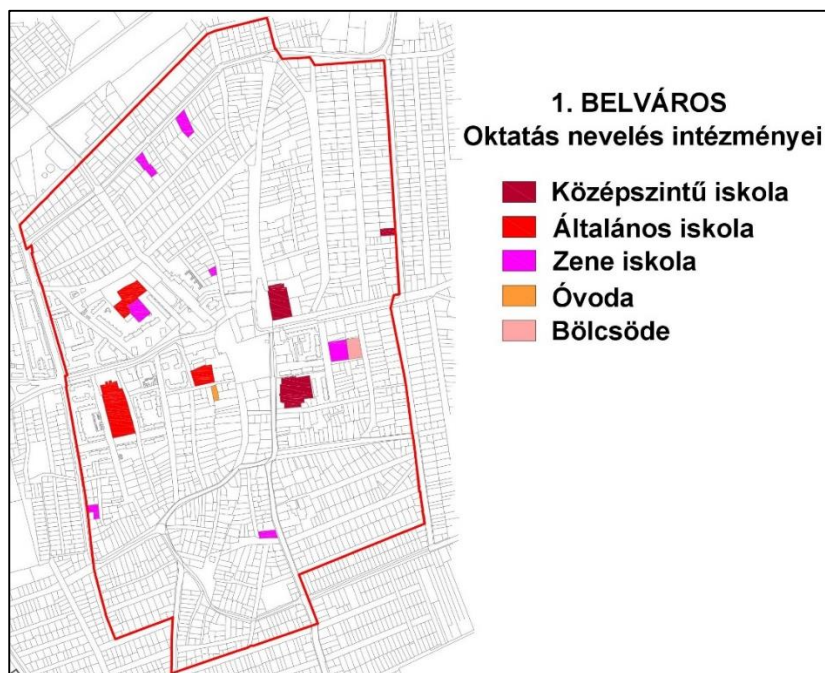 1. BELVÁROS
Oktatás nevelés intézményei
Középszintű iskola
Általános iskola
Zene iskola
Óvoda
Bölcsöde